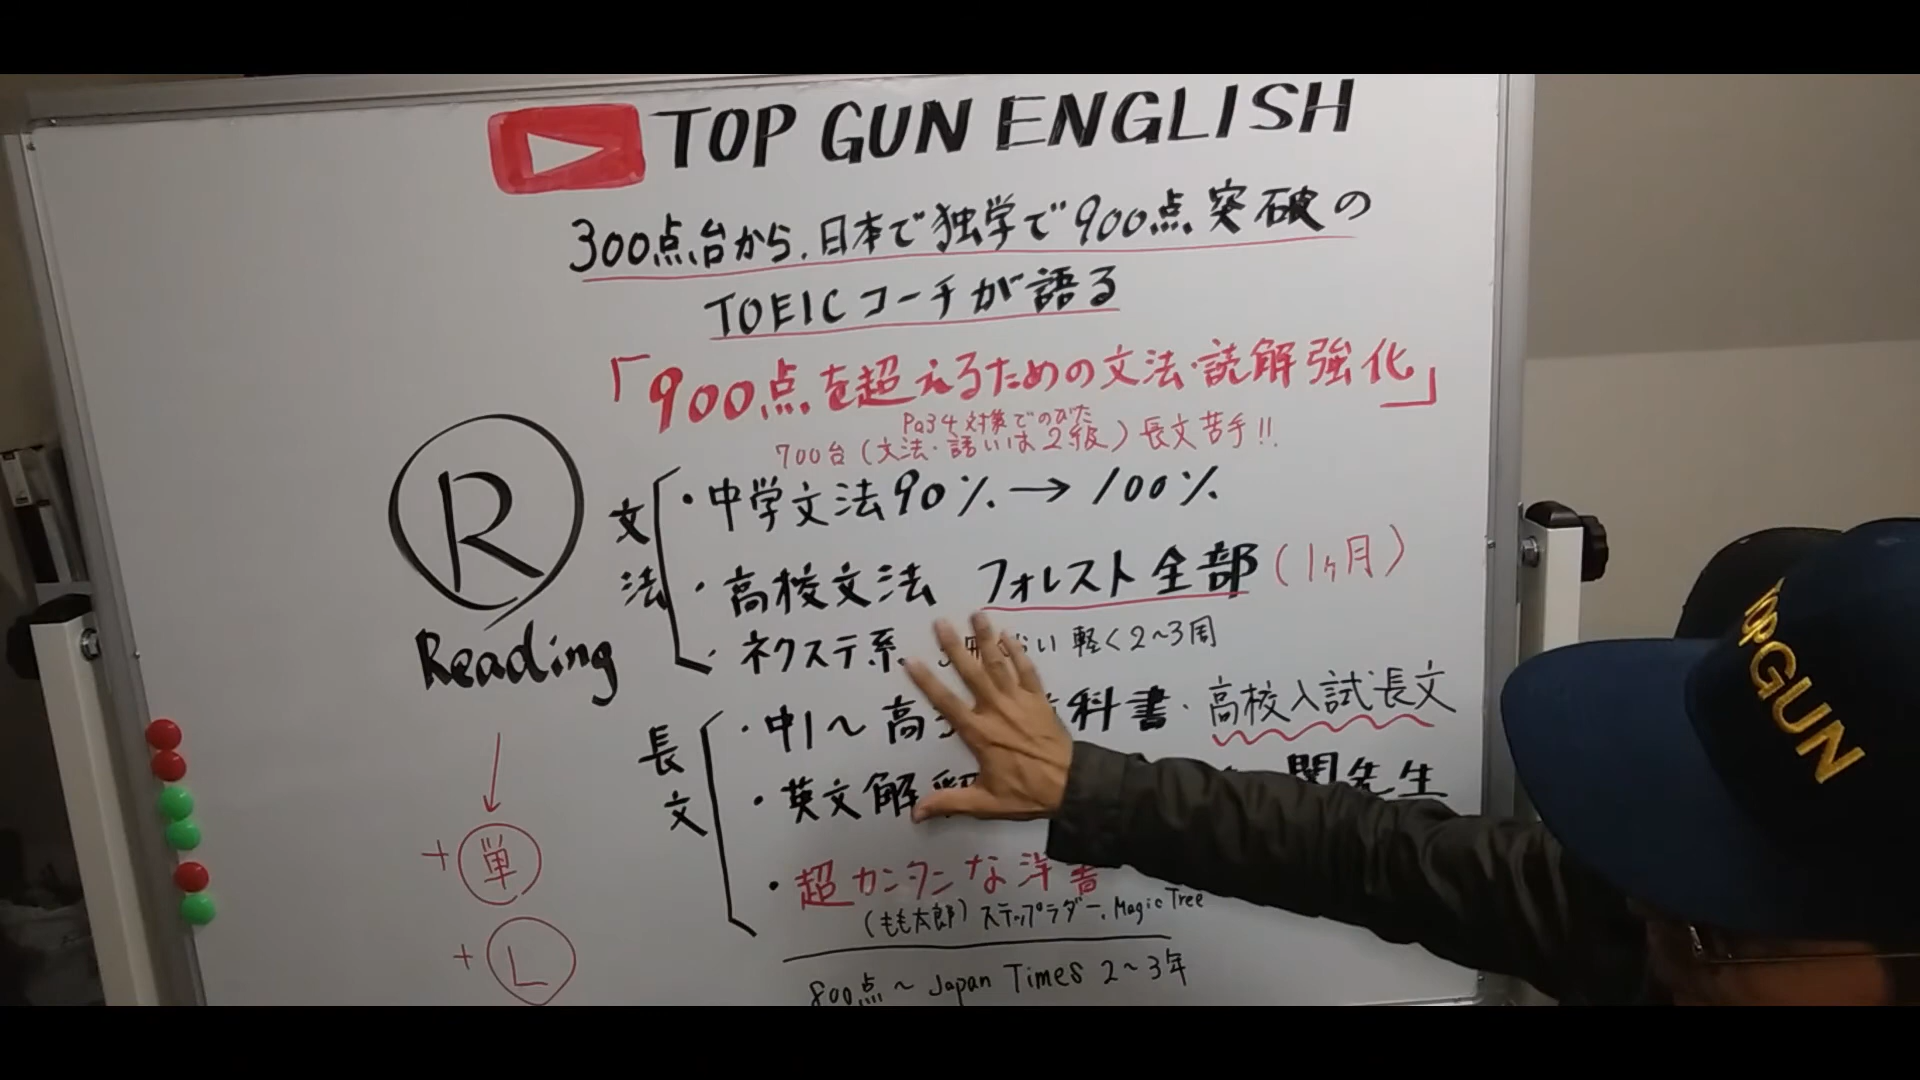 TOP GUN ENGLISH
300点台から、日本で独学で900点突破の
TOEICコーチが語る
「900点を超えるための文法・読解強化」
Pa34対象でのびた
700台(文法・語いは2級)長文苦手!!
R
Reading
文法
・中学文法90%→100%
・高校文法 フォレスト全部(1ヶ月)
・ネクステ系 軽く2~3周
長文
・中1~高 科書・高校入試長文
・英文解釈 関先生
・超カンタンな洋書
(もも太郎)ステップラダー、Magic Tree
800点~Japan Times 2~3年
+単
+L
TOPGUN